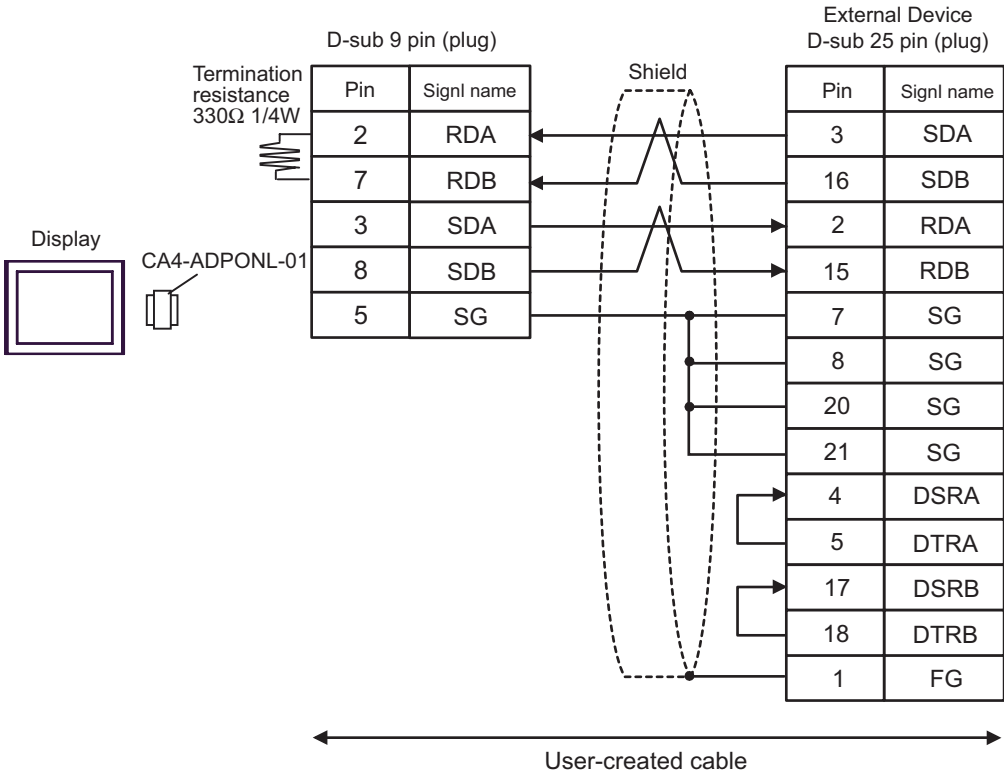 External Device
D-sub 9 pin (plug)
D-sub 25 pin (plug)
Termination
resistance
330Ω 1/4W
Shield
Pin Signl name
Pin Signl name
2 RDA
3 SDA
7 RDB
16 SDB
3 SDA
2 RDA
Display
CA4-ADPONL-01
8 SDB
15 RDB
5 SG
7 SG
8 SG
20 SG
21 SG
4 DSRA
5 DTRA
17 DSRB
18 DTRB
1 FG
User-created cable